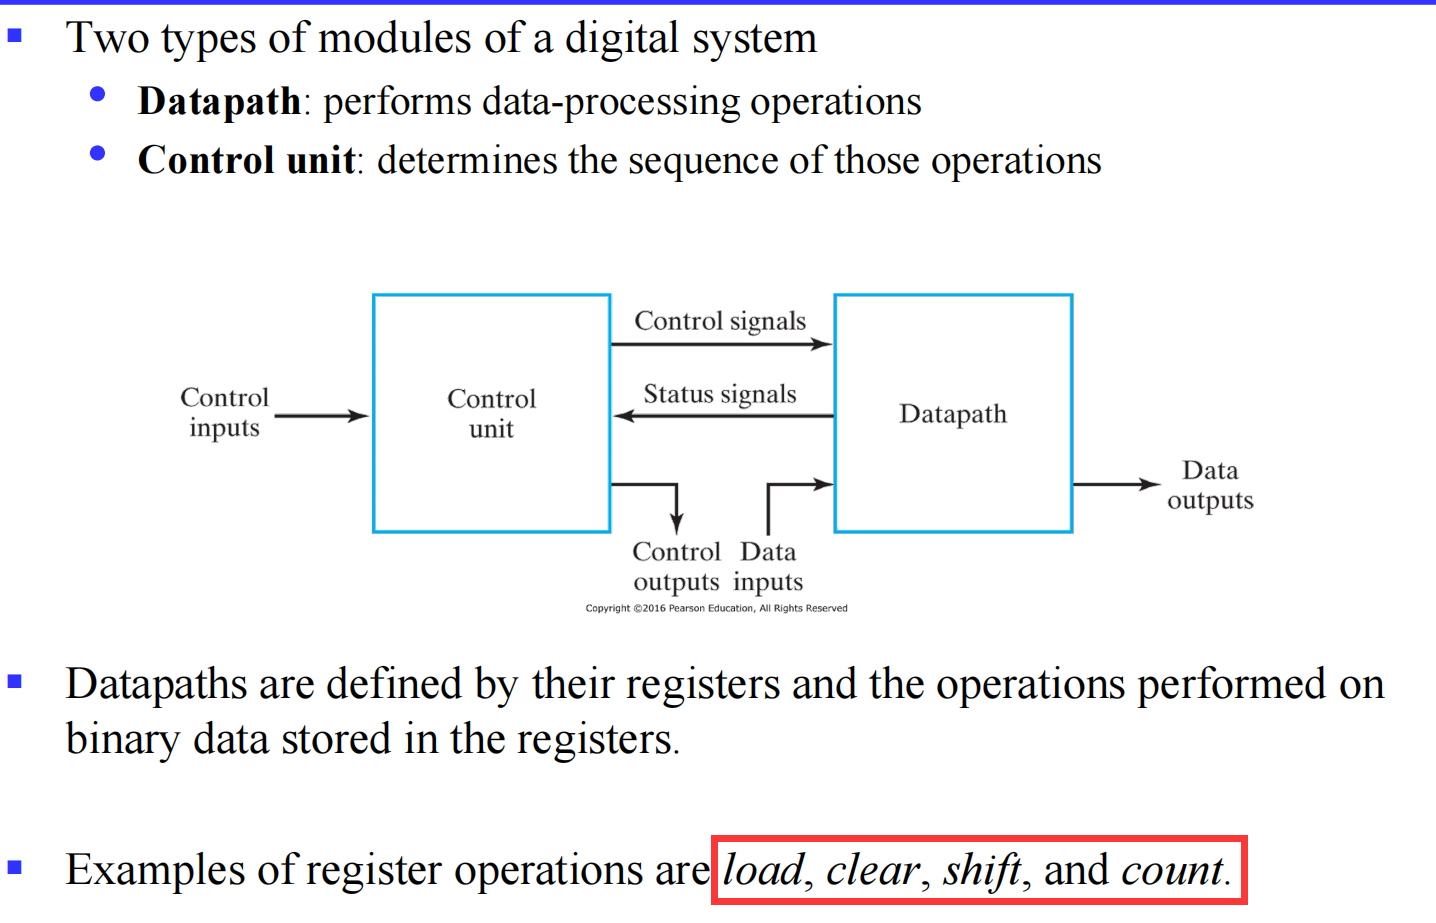 Two types of modules of a digital system
Datapath: performs data-processing operations
Control unit: determines the sequence of those operations
Control signals
Control
inputs
Control
unit
Status signals
Datapath
Data
outputs
Control
outputs
Data
inputs
Copyright ©2016 Pearson Education, All Rights Reserved
Datapaths are defined by their registers and the operations performed on
binary data stored in the registers.
Examples of register operations are load, clear, shift, and count.